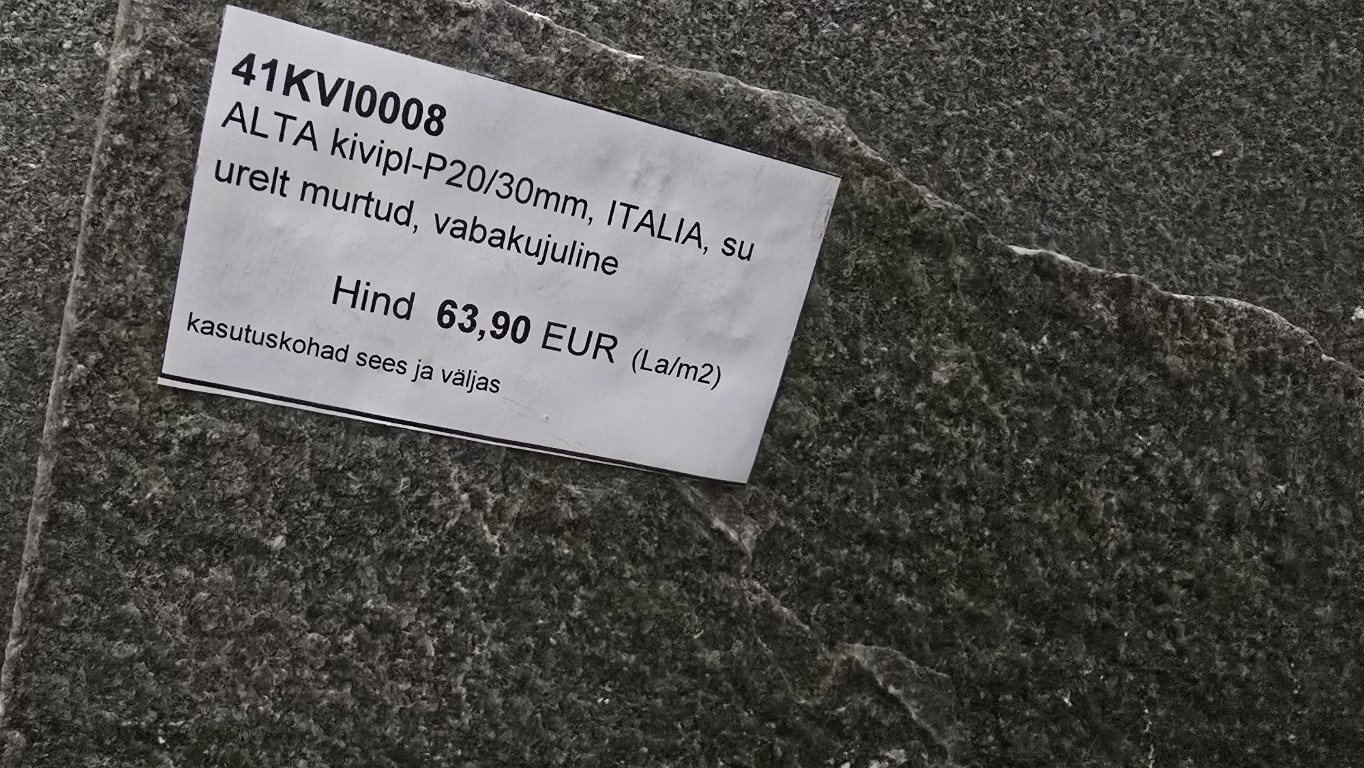 41KVI0008
ALTA kivipl-P20/30mm, ITALIA, su
urelt murtud, vabakujuline
Hind 63,90 EUR (La/m2)
kasutuskohad sees ja väljas